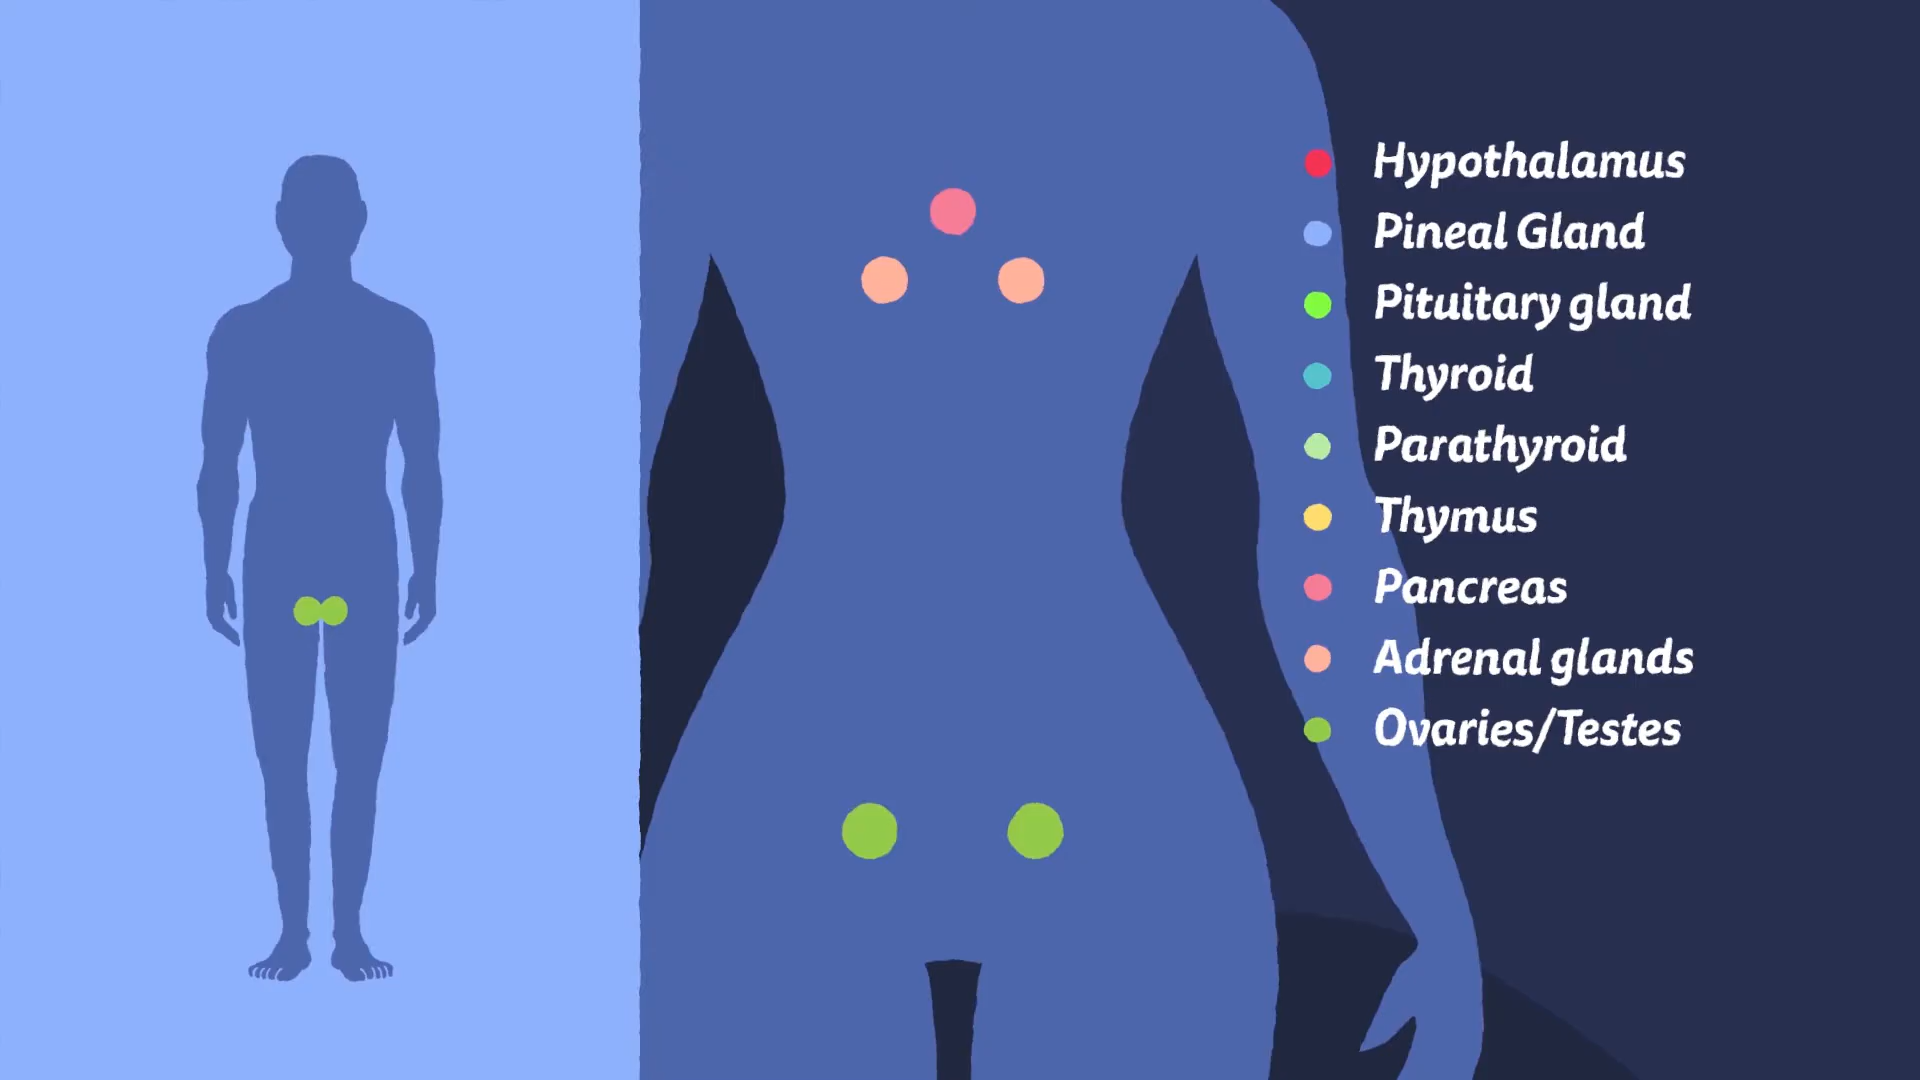 Hypothalamus
Pineal Gland
Pituitary gland
Thyroid
Parathyroid
Thymus
Pancreas
Adrenal glands
Ovaries/Testes